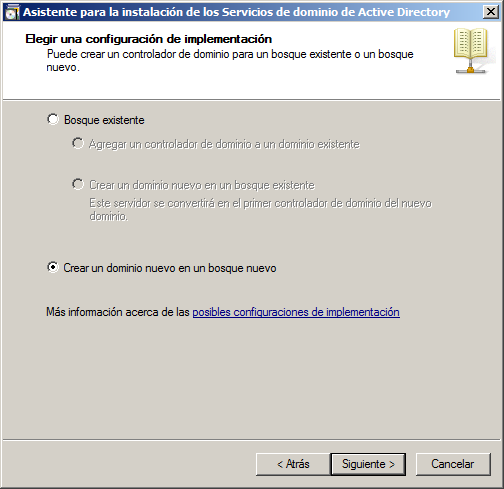 Asistente para la instalación de los Servicios de dominio de Active Directory
Elegir una configuración de implementación
Puede crear un controlador de dominio para un bosque existente o un bosque
nuevo.
Bosque existente
Agregar un controlador de dominio a un dominio existente
Crear un dominio nuevo en un bosque existente
Este servidor se convertirá en el primer controlador de dominio del nuevo
dominio.
Crear un dominio nuevo en un bosque nuevo
Más información acerca de las posibles configuraciones de implementación
< Atrás
Siguiente >
Cancelar